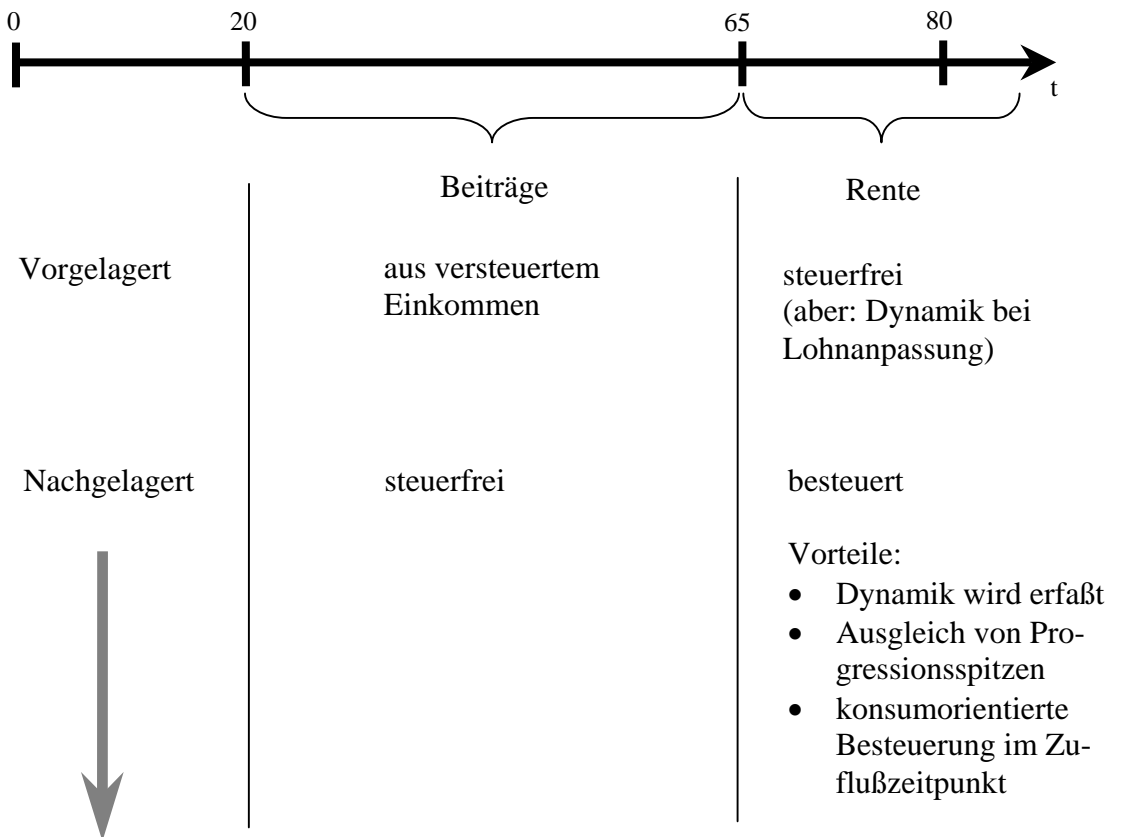 0 20 65 80
t
Beiträge Rente
Vorgelagert
aus versteuertem
Einkommen
steuerfrei
(aber: Dynamik bei
Lohnanpassung)
Nachgelagert steuerfrei besteuert
Vorteile:
• Dynamik wird erfaßt
• Ausgleich von Pro-
gressionsspitzen
• konsumorientierte
Besteuerung im Zu-
flußzeitpunkt